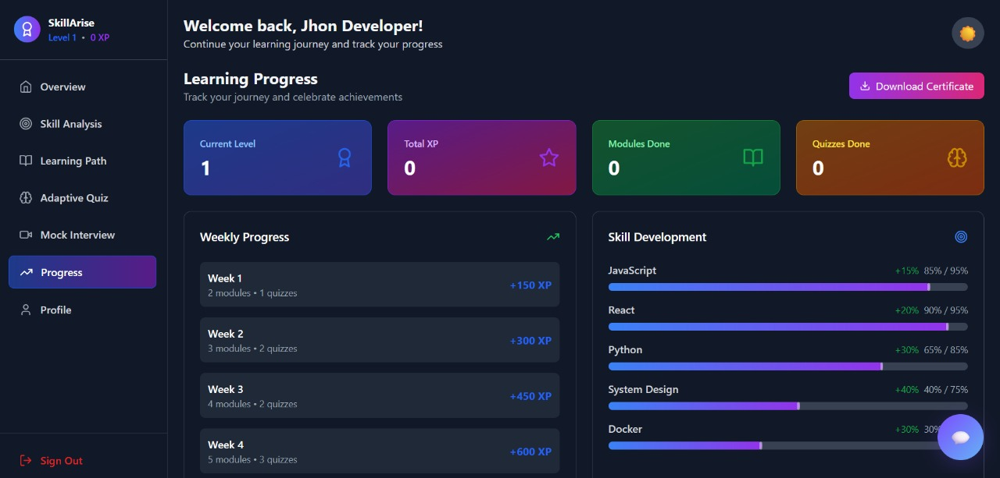 SkillArise
Level 1 • 0 XP
Overview
Skill Analysis
Learning Path
Adaptive Quiz
Mock Interview
Progress
Profile
Sign Out
Welcome back, Jhon Developer!
Continue your learning journey and track your progress
Learning Progress
Track your journey and celebrate achievements
Download Certificate
Current Level
1
Total XP
0
Modules Done
0
Quizzes Done
0
Weekly Progress
Week 1
2 modules • 1 quizzes
+150 XP
Week 2
3 modules • 2 quizzes
+300 XP
Week 3
4 modules • 2 quizzes
+450 XP
Week 4
5 modules • 3 quizzes
+600 XP
Skill Development
JavaScript +15% 85% / 95%
React +20% 90% / 95%
Python +30% 65% / 85%
System Design +40% 40% / 75%
Docker +30% 30%